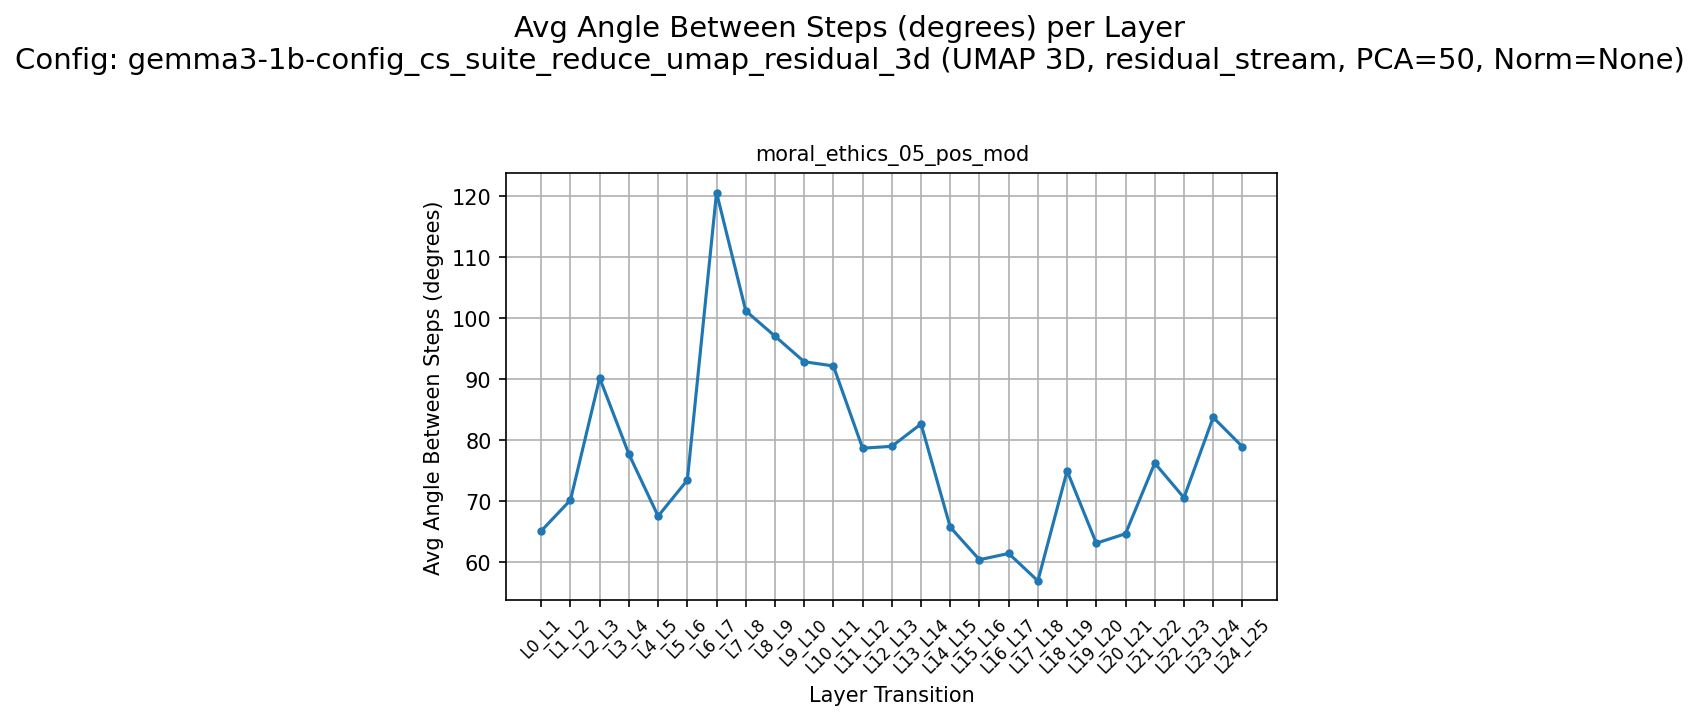 Avg Angle Between Steps (degrees) per Layer
Config: gemma3-1b-config_cs_suite_reduce_umap_residual_3d (UMAP 3D, residual_stream, PCA=50, Norm=None)
moral_ethics_05_pos_mod
Avg Angle Between Steps (degrees)
120
110
100
90
80
70
60
L0_L1
L1_L2
L2_L3
L3_L4
L4_L5
L5_L6
L6_L7
L7_L8
L8_L9
L9_L10
L10_L11
L11_L12
L12_L13
L13_L14
L14_L15
L15_L16
L16_L17
L17_L18
L18_L19
L19_L20
L20_L21
L21_L22
L22_L23
L23_L24
L24_L25
Layer Transition